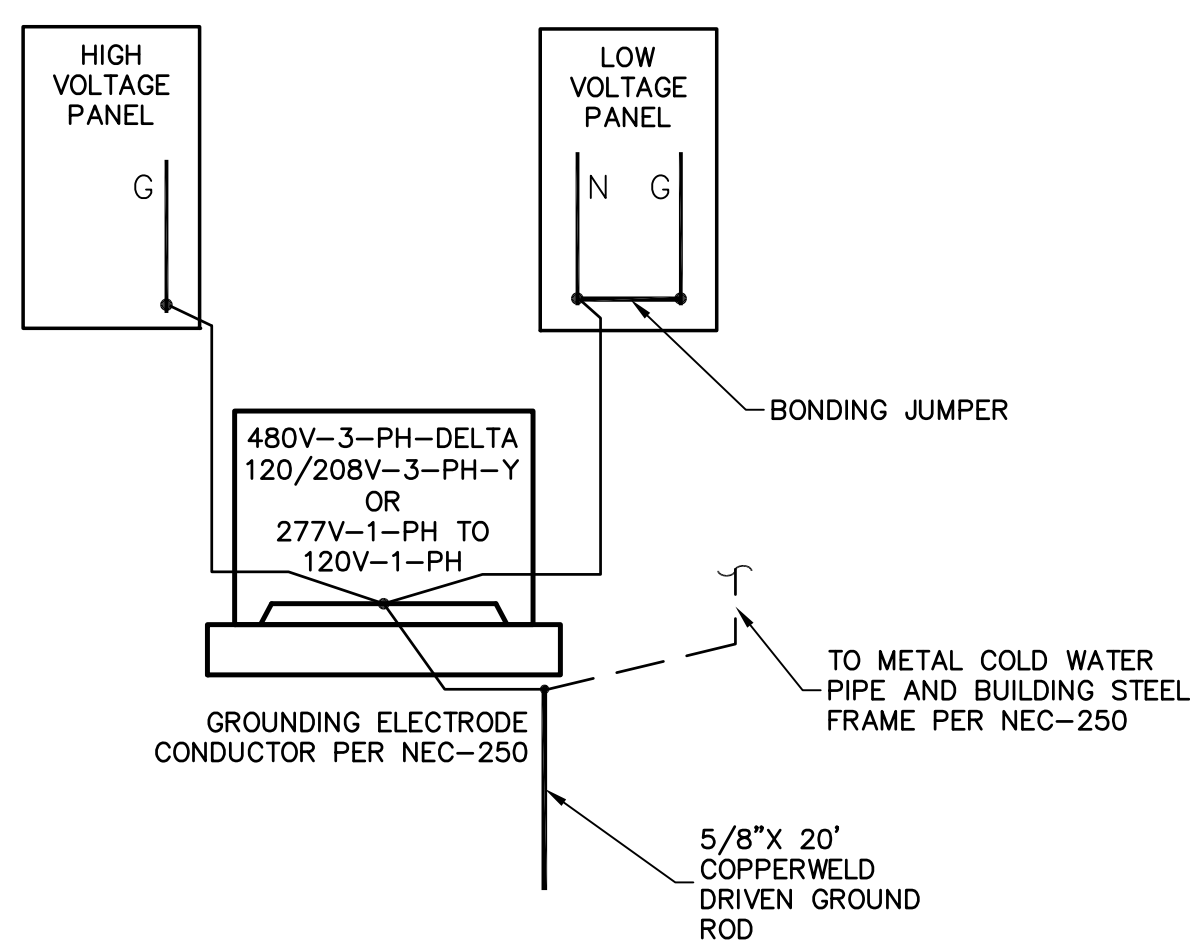 HIGH
VOLTAGE
PANEL
G
LOW
VOLTAGE
PANEL
N G
BONDING JUMPER
480V-3-PH-DELTA
120/208V-3-PH-Y
OR
277V-1-PH TO
120V-1-PH
TO METAL COLD WATER
PIPE AND BUILDING STEEL
FRAME PER NEC-250
GROUNDING ELECTRODE
CONDUCTOR PER NEC-250
5/8"X 20'
COPPERWELD
DRIVEN GROUND
ROD